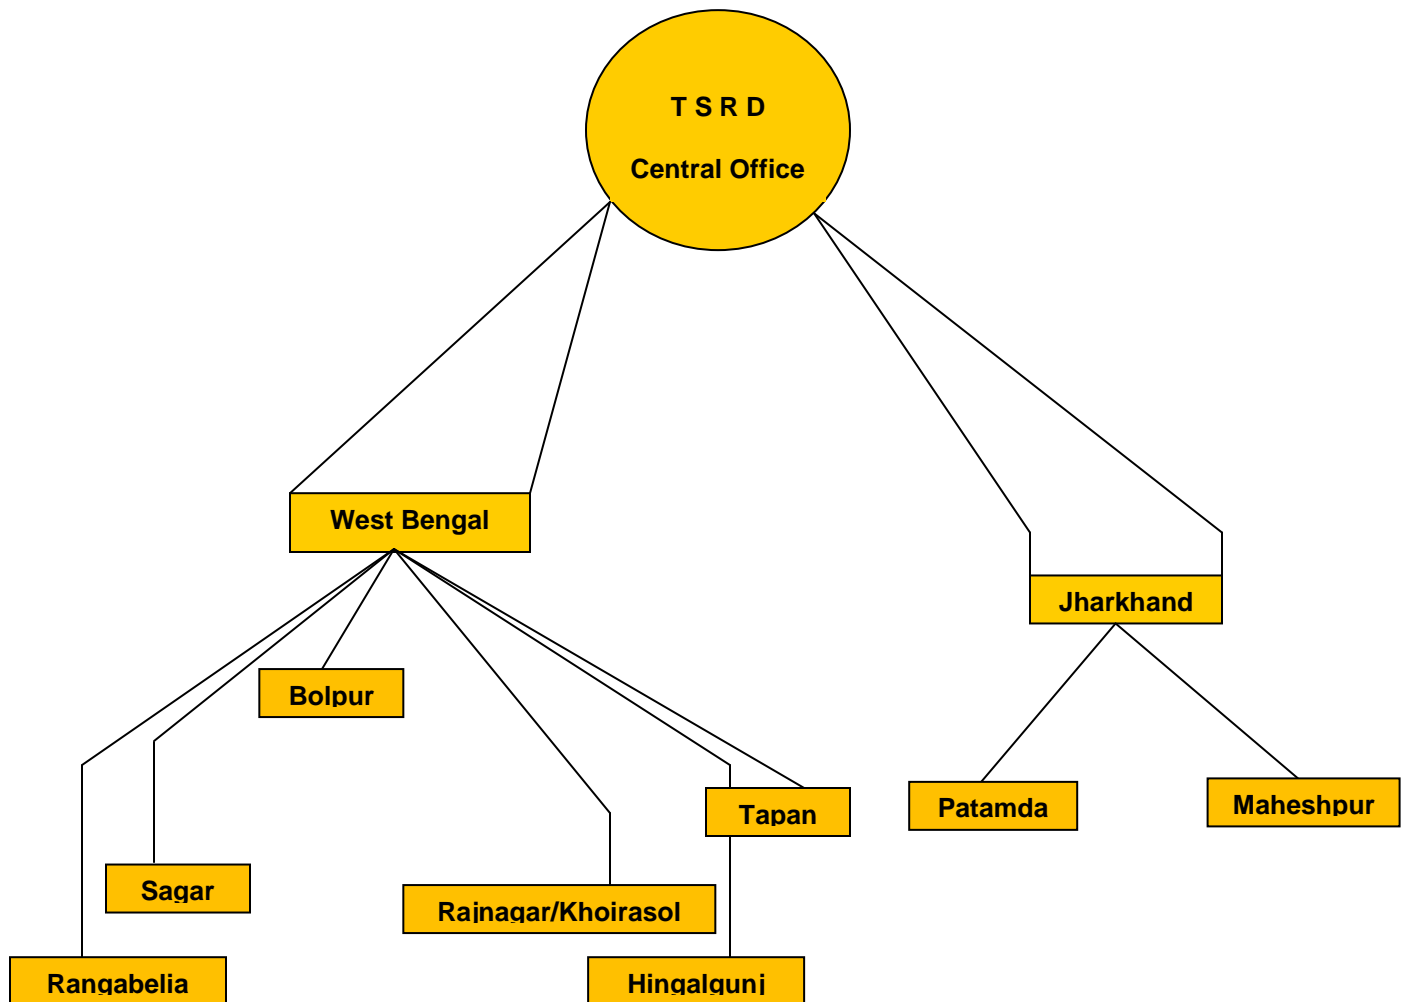 T S R D
Central Office
West Bengal
Jharkhand
Bolpur
Tapan
Patamda
Maheshpur
Sagar
Rajnagar/Khoirasol
Rangabelia
Hingalgunj